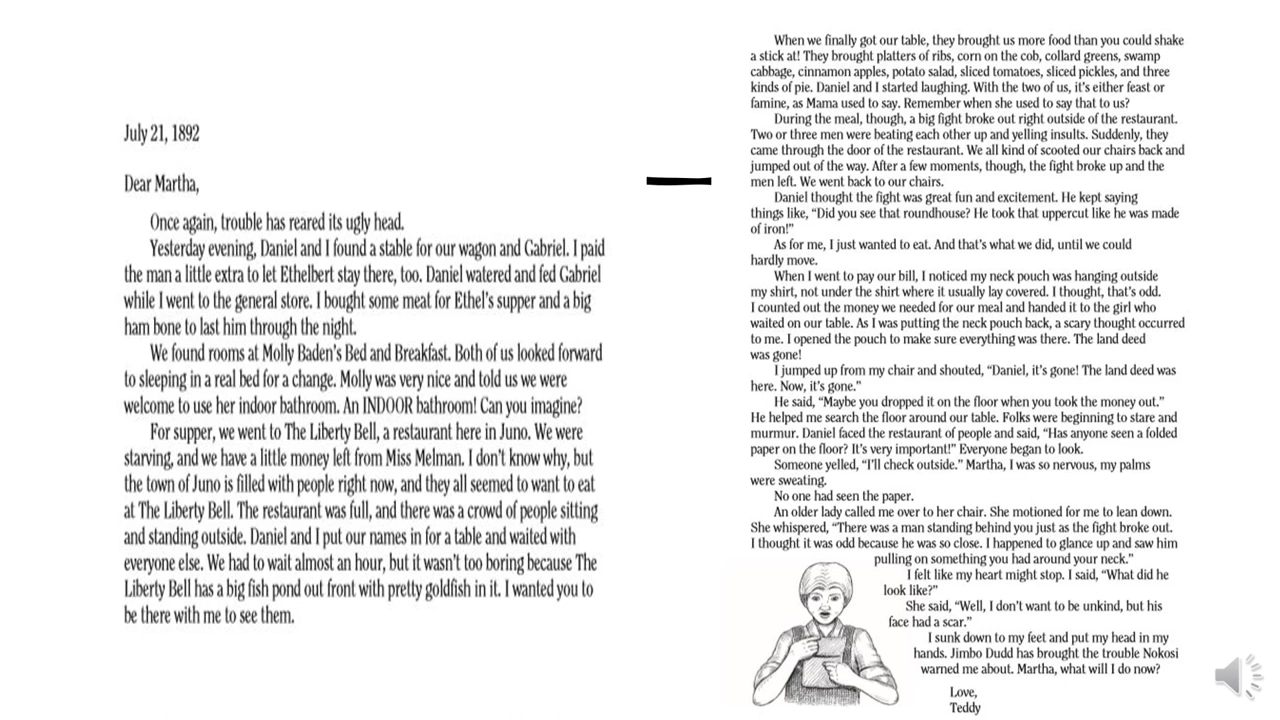 July 21, 1892
Dear Martha,
Once again, trouble has reared its ugly head.
Yesterday evening, Daniel and I found a stable for our wagon and Gabriel. I paid
the man a little extra to let Ethelbert stay there, too. Daniel watered and fed Gabriel
while I went to the general store. I bought some meat for Ethel’s supper and a big
ham bone to last him through the night.
We found rooms at Molly Baden’s Bed and Breakfast. Both of us looked forward
to sleeping in a real bed for a change. Molly was very nice and told us we were
welcome to use her indoor bathroom. An INDOOR bathroom! Can you imagine?
For supper, we went to The Liberty Bell, a restaurant here in Juno. We were
starving, and we have a little money left from Miss Melman. I don’t know why, but
the town of Juno is filled with people right now, and they all seemed to want to eat
at The Liberty Bell. The restaurant was full, and there was a crowd of people sitting
and standing outside. Daniel and I put our names in for a table and waited with
everyone else. We had to wait almost an hour, but it wasn’t too boring because The
Liberty Bell has a big fish pond out front with pretty goldfish in it. I wanted you to
be there with me to see them.
When we finally got our table, they brought us more food than you could shake
a stick at! They brought platters of ribs, corn on the cob, collard greens, swamp
cabbage, cinnamon apples, potato salad, sliced tomatoes, sliced pickles, and three
kinds of pie. Daniel and I started laughing. With the two of us, it’s either feast or
famine, as Mama used to say. Remember when she used to say that to us?
During the meal, though, a big fight broke out right outside of the restaurant.
Two or three men were beating each other up and yelling insults. Suddenly, they
came through the door of the restaurant. We all kind of scooted our chairs back and
jumped out of the way. After a few moments, though, the fight broke up and the
men left. We went back to our chairs.
Daniel thought the fight was great fun and excitement. He kept saying
things like, “Did you see that roundhouse? He took that uppercut like he was made
of iron!”
As for me, I just wanted to eat. And that’s what we did, until we could
hardly move.
When I went to pay our bill, I noticed my neck pouch was hanging outside
my shirt, not under the shirt where it usually lay covered. I thought, that’s odd.
I counted out the money we needed for our meal and handed it to the girl who
waited on our table. As I was putting the neck pouch back, a scary thought occurred
to me. I opened the pouch to make sure everything was there. The land deed
was gone!
I jumped up from my chair and shouted, “Daniel, it’s gone! The land deed was
here. Now, it’s gone.”
He said, “Maybe you dropped it on the floor when you took the money out.”
He helped me search the floor around our table. Folks were beginning to stare and
murmur. Daniel faced the restaurant of people and said, “Has anyone seen a folded
paper on the floor? It’s very important!” Everyone began to look.
Someone yelled, “I’ll check outside.” Martha, I was so nervous, my palms
were sweating.
No one had seen the paper.
An older lady called me over to her chair. She motioned for me to lean down.
She whispered, “There was a man standing behind you just as the fight broke out.
I thought it was odd because he was so close. I happened to glance up and saw him
pulling on something you had around your neck.”
I felt like my heart might stop. I said, “What did he
look like?”
She said, “Well, I don’t want to be unkind, but his
face had a scar.”
I sunk down to my feet and put my head in my
hands. Jimbo Dudd has brought the trouble Nokosi
warned me about. Martha, what will I do now?
Love,
Teddy